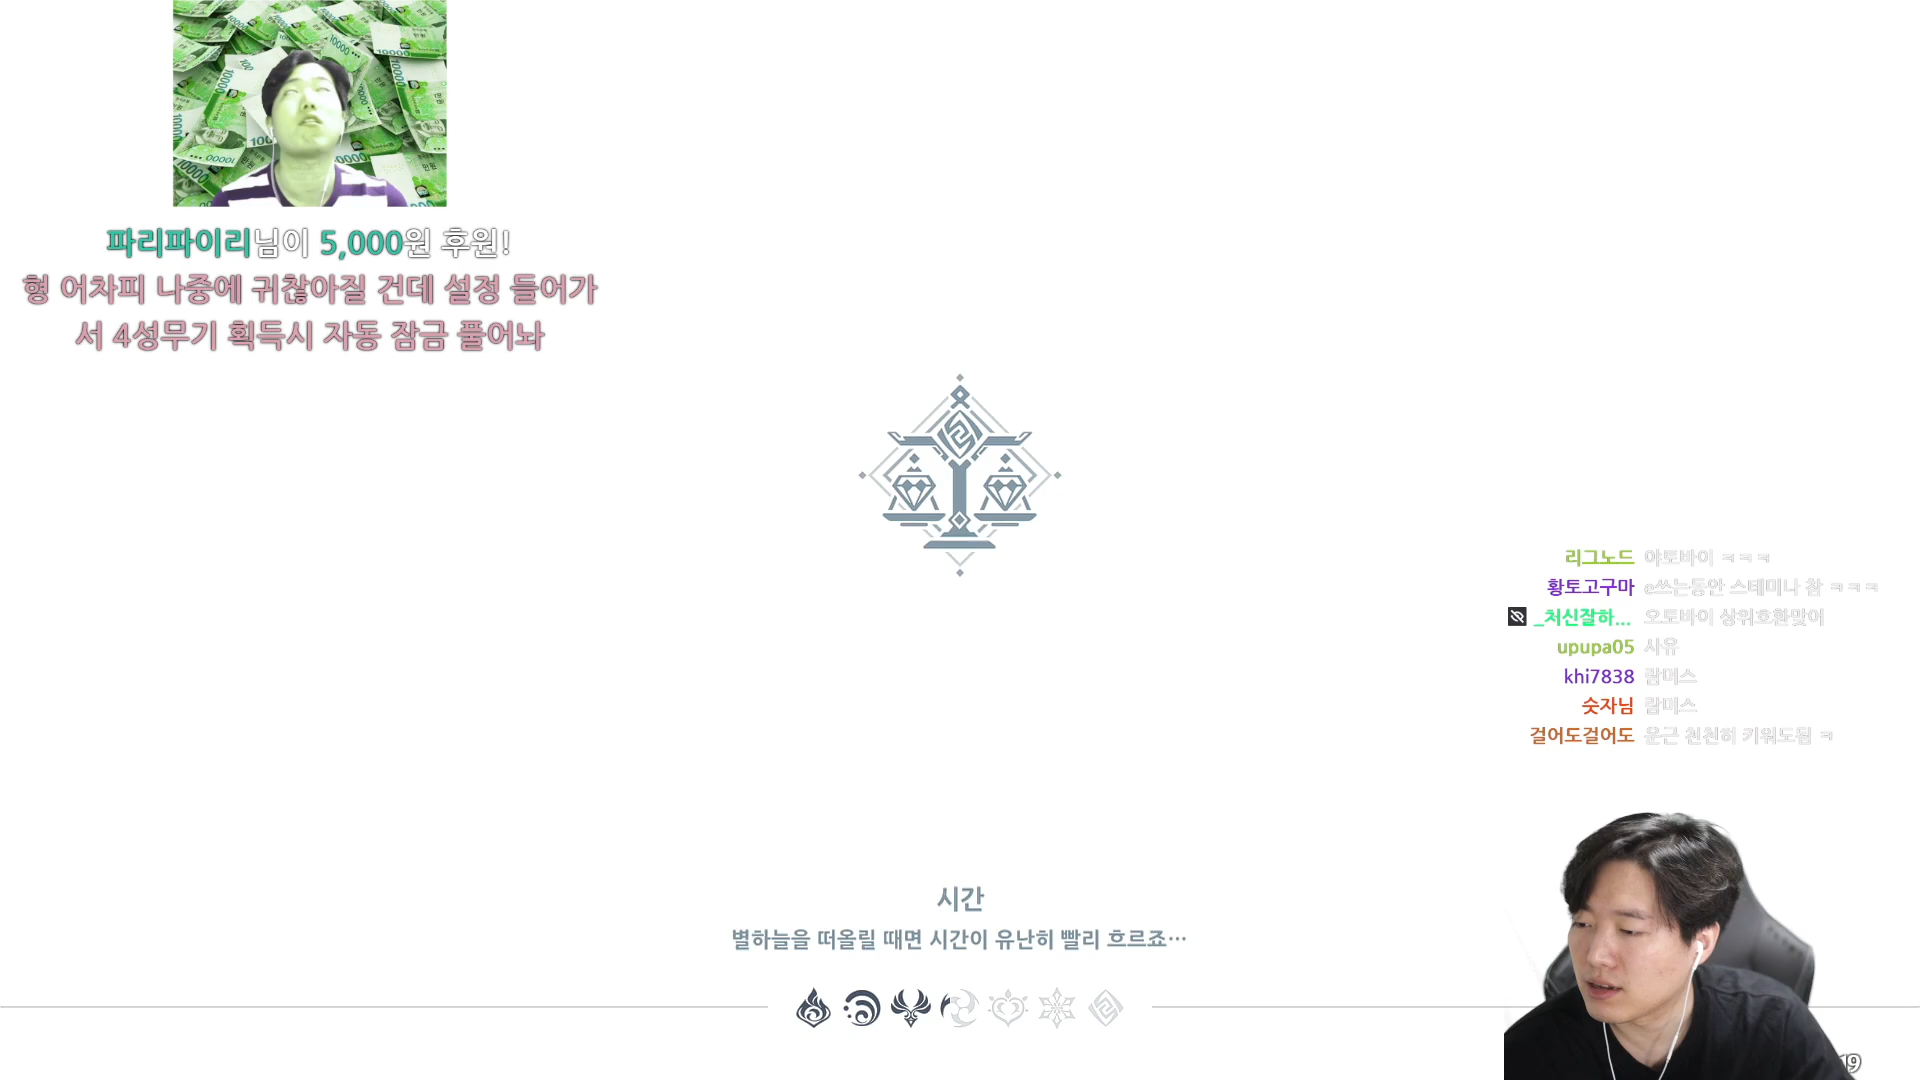 파리파이리님이 5,000원 후원!
형 어차피 나중에 귀찮아질 건데 설정 들어가
서 4성무기 획득시 자동 잠금 풀어놔
리그노드 야토바이 ㅋㅋㅋ
황토고구마 e쓰는동안 스테미나 참 ㅋㅋㅋ
_처신잘하... 오토바이 상위호환맞어
upupa05 시유
khi7838 람머스
숫자님 람미스
걸어도걸어도 운근 천천히 키워도됨 ㅋ
시간
별하늘을 떠올릴 때면 시간이 유난히 빨리 흐르죠…